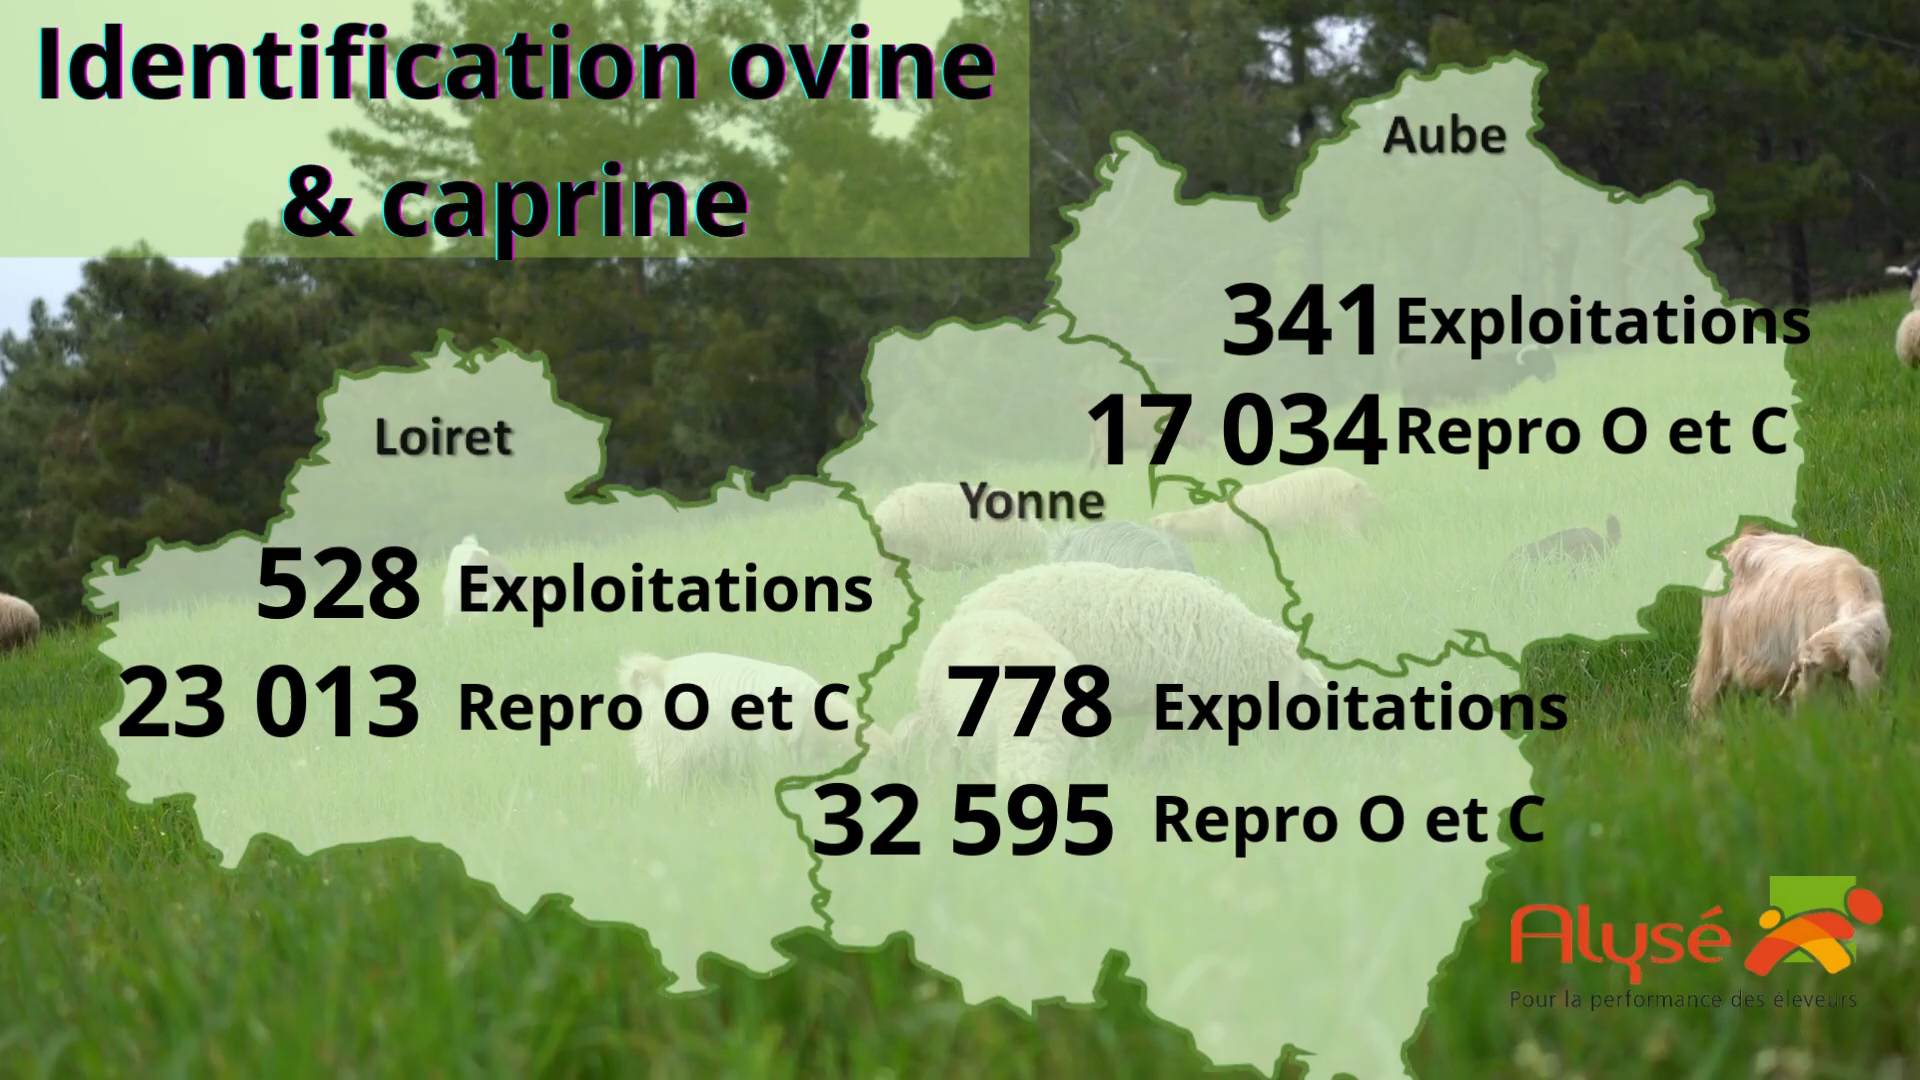 Identification ovine
& caprine
Aube
341 Exploitations
17 034 Repro O et C
Loiret
528 Exploitations
23 013 Repro O et C
Yonne
778 Exploitations
32 595 Repro O et C
Alysé
Pour la performance des éleveurs